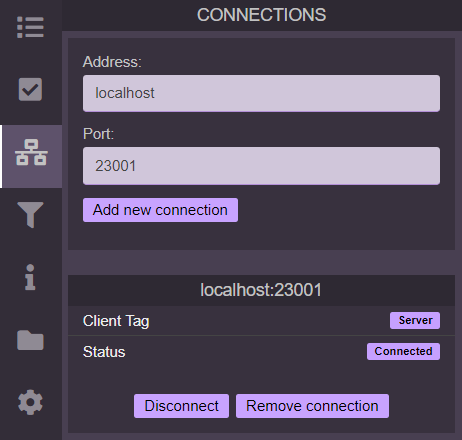 CONNECTIONS
Address:
localhost
Port:
23001
Add new connection
localhost:23001
Client Tag Server
Status Connected
Disconnect Remove connection